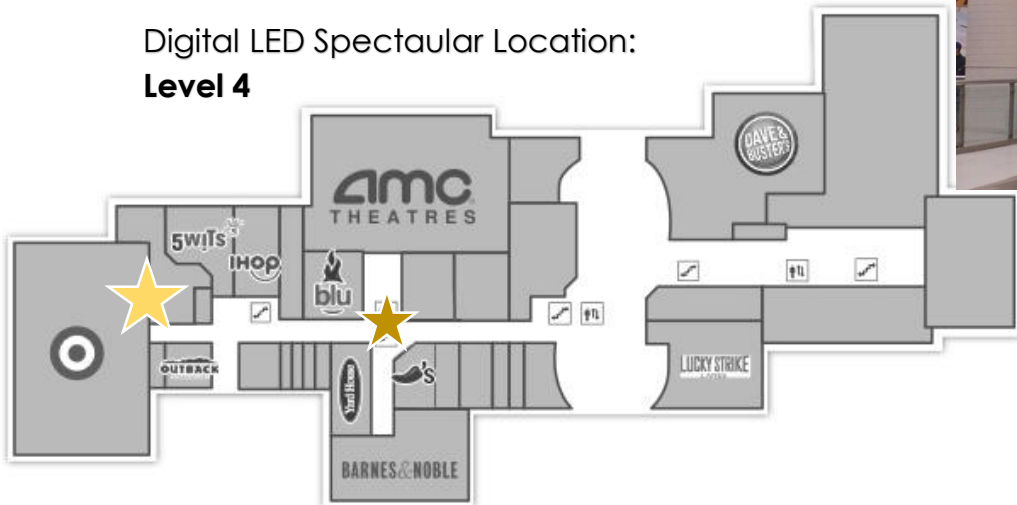 Digital LED Spectaular Location:
Level 4
DAVE &
BUSTER'S
amc
THEATRES
5WITS
IHOP
blu
OUTBACK
Yard House
's
LUCKY STRIKE
BARNES & NOBLE